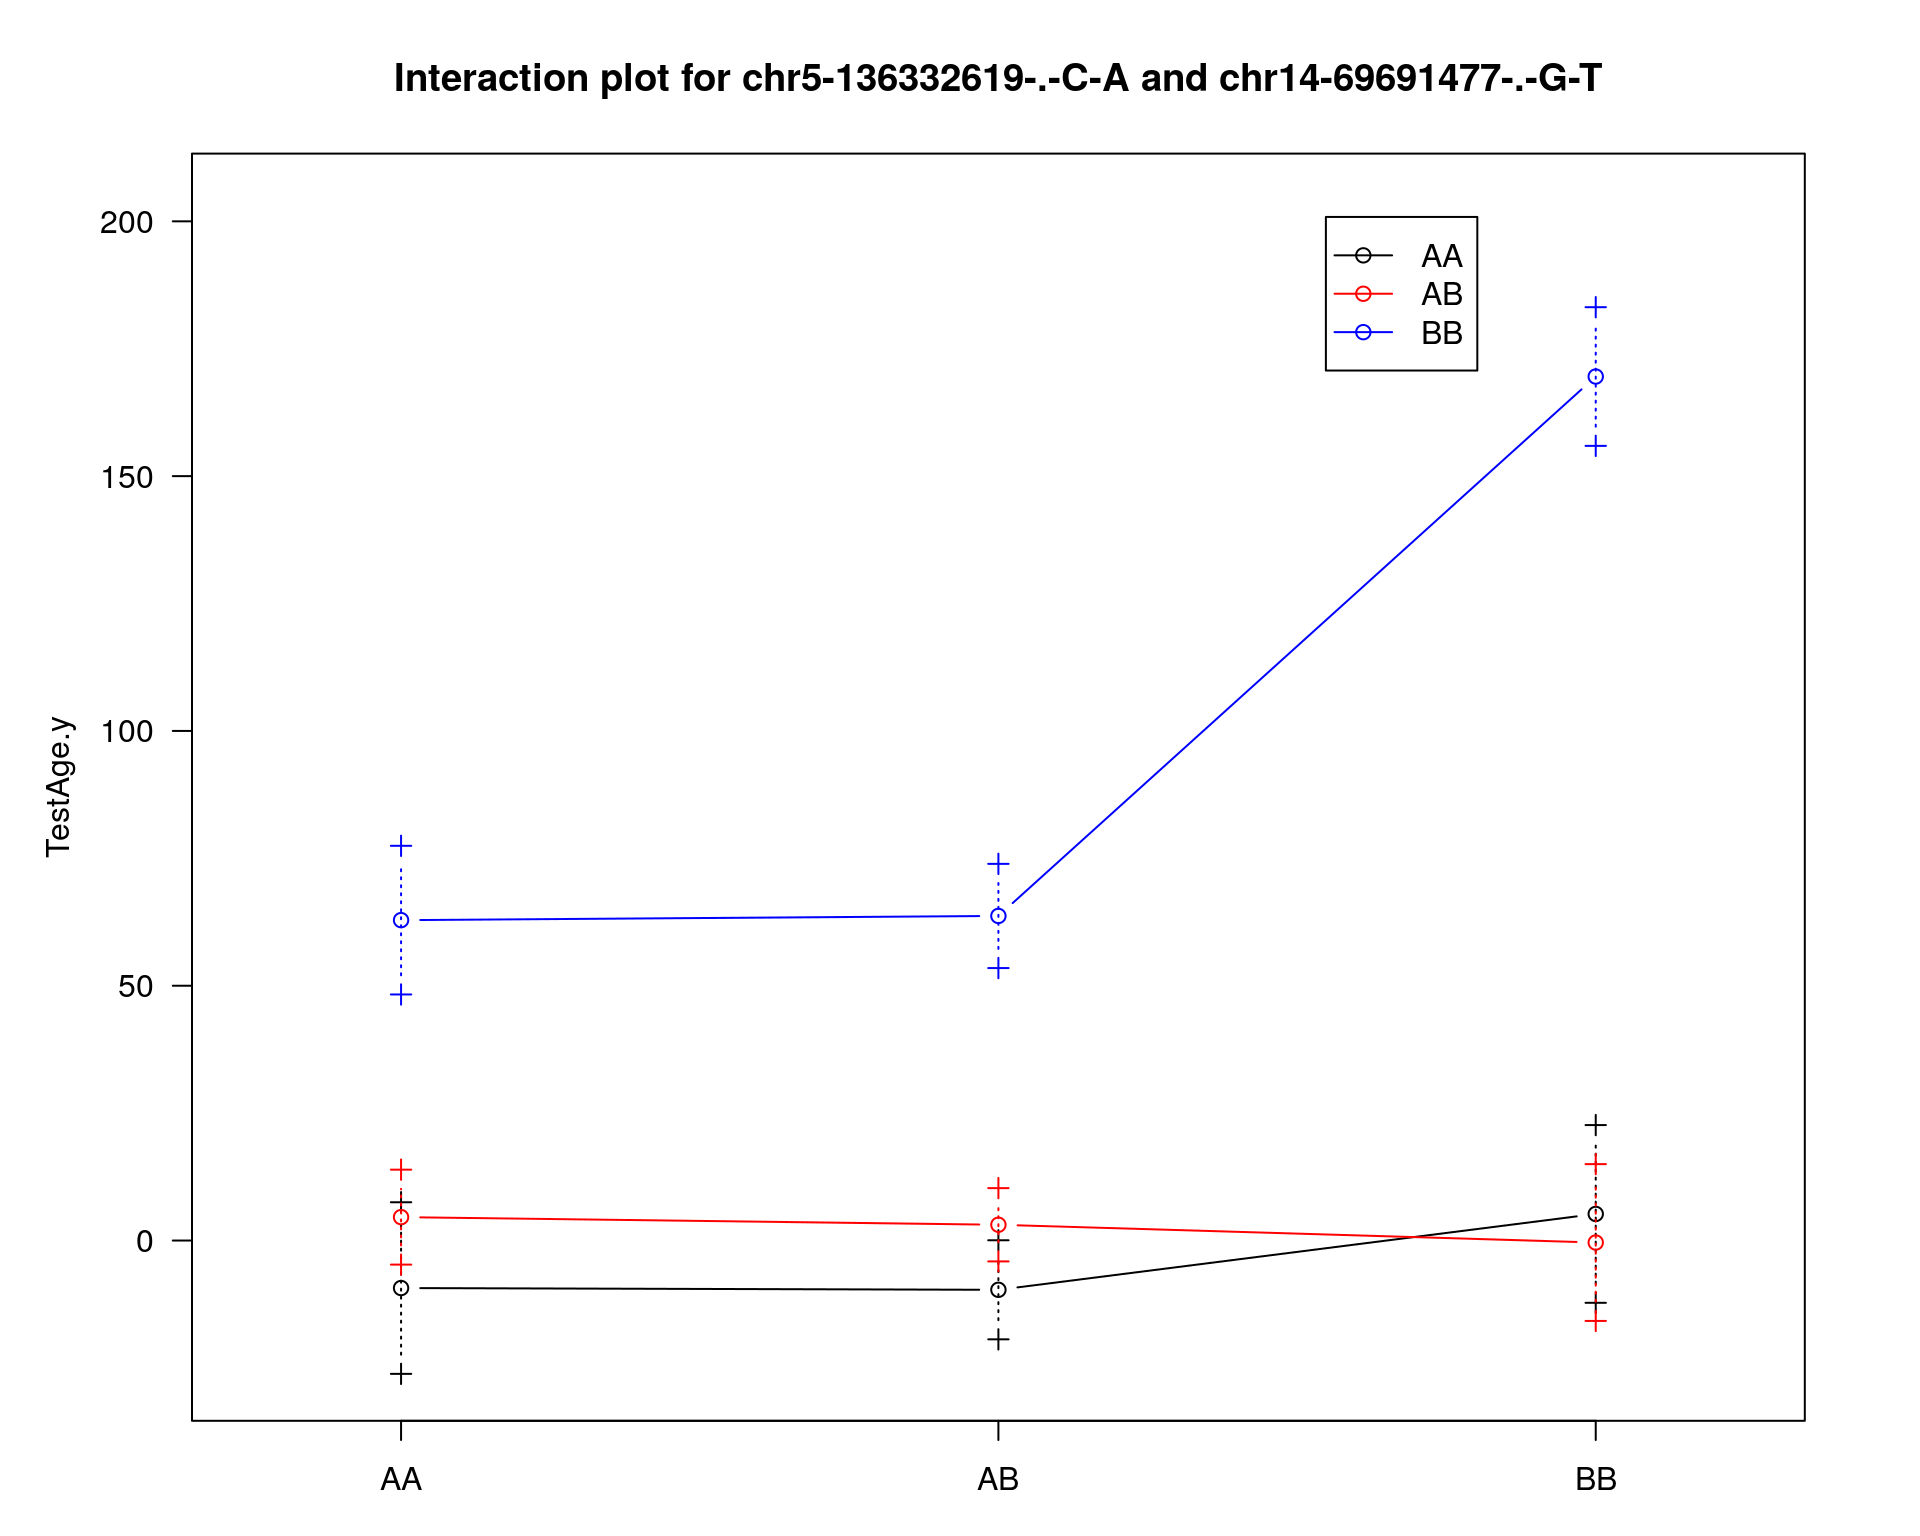 Interaction plot for chr5-136332619-.-C-A and chr14-69691477-.-G-T
200
150
100
50
0
TestAge.y
AA
AB
BB
AA
AB
BB